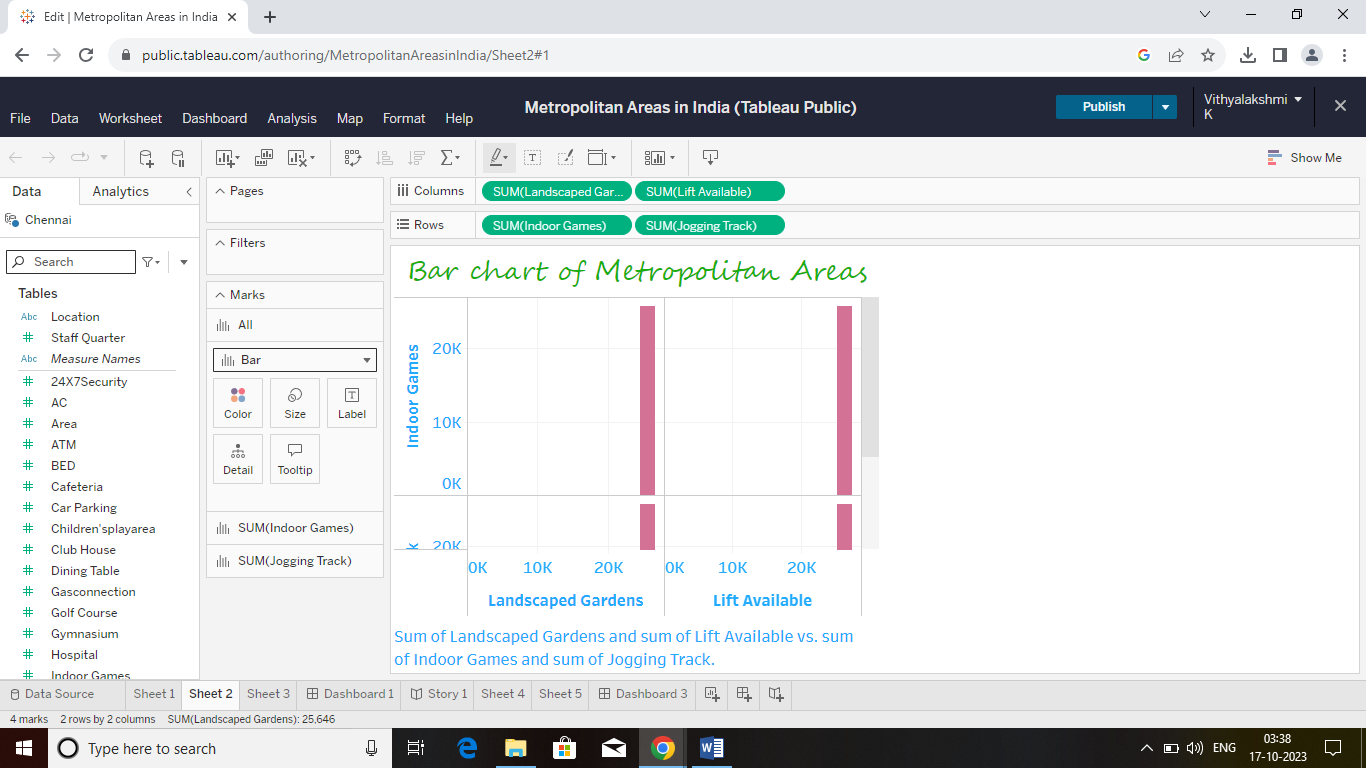 Edit | Metropolitan Areas in India
public.tableau.com/authoring/MetropolitanAreasinIndia/Sheet2#1
Metropolitan Areas in India (Tableau Public)
Publish
Vithyalakshmi
K
File Data Worksheet Dashboard Analysis Map Format Help
Show Me
Data Analytics
Chennai
Search
Tables
Abc Location
Staff Quarter
Abc Measure Names
24X7Security
AC
Area
ATM
BED
Cafeteria
Car Parking
Children'splayarea
Club House
Dining Table
Gasconnection
Golf Course
Gymnasium
Hospital
Indoor Games
Pages
Filters
Marks
All
Bar
Color Size Label
Detail Tooltip
SUM(Indoor Games)
SUM(Jogging Track)
Columns SUM(Landscaped Gar... SUM(Lift Available)
Rows SUM(Indoor Games) SUM(Jogging Track)
Bar chart of Metropolitan Areas
Indoor Games
20K
10K
0K
k
20K
0K 10K 20K 0K 10K 20K
Landscaped Gardens Lift Available
Sum of Landscaped Gardens and sum of Lift Available vs. sum
of Indoor Games and sum of Jogging Track.
Data Source Sheet 1 Sheet 2 Sheet 3 Dashboard 1 Story 1 Sheet 4 Sheet 5 Dashboard 3
4 marks 2 rows by 2 columns SUM(Landscaped Gardens): 25,646
Type here to search
ENG
03:38
17-10-2023